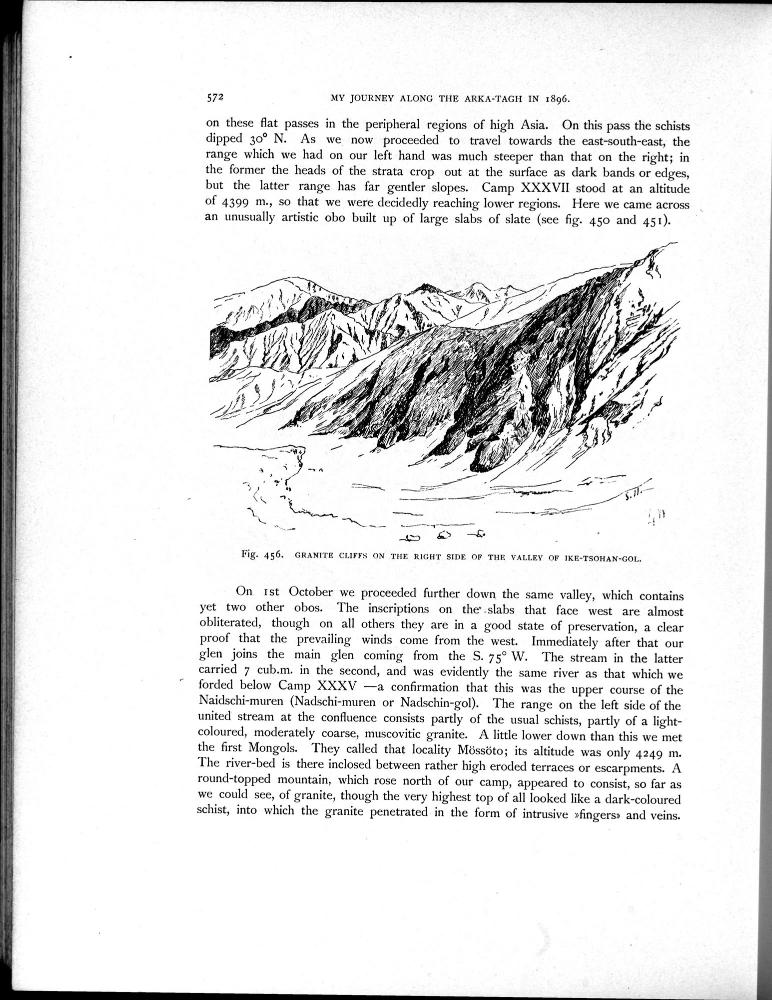 572 MY JOURNEY ALONG THE ARKA-TAGH IN 1896.
on these flat passes in the peripheral regions of high Asia. On this pass the schists
dipped 30° N. As we now proceeded to travel towards the east-south-east, the
range which we had on our left hand was much steeper than that on the right; in
the former the heads of the strata crop out at the surface as dark bands or edges,
but the latter range has far gentler slopes. Camp XXXVII stood at an altitude
of 4399 m., so that we were decidedly reaching lower regions. Here we came across
an unusually artistic obo built up of large slabs of slate (see fig. 450 and 451).
S.H.
Fig. 456. GRANITE CLIFFS ON THE RIGHT SIDE OF THE VALLEY OF IKE-TSOHAN-GOL.
On 1st October we proceeded further down the same valley, which contains
yet two other obos. The inscriptions on the slabs that face west are almost
obliterated, though on all others they are in a good state of preservation, a clear
proof that the prevailing winds come from the west. Immediately after that our
glen joins the main glen coming from the S. 75° W. The stream in the latter
carried 7 cub.m. in the second, and was evidently the same river as that which we
forded below Camp XXXV —a confirmation that this was the upper course of the
Naidschi-muren (Nadschi-muren or Nadschin-gol). The range on the left side of the
united stream at the confluence consists partly of the usual schists, partly of a light-
coloured, moderately coarse, muscovitic granite. A little lower down than this we met
the first Mongols. They called that locality Mössöto; its altitude was only 4249 m.
The river-bed is there inclosed between rather high eroded terraces or escarpments. A
round-topped mountain, which rose north of our camp, appeared to consist, so far as
we could see, of granite, though the very highest top of all looked like a dark-coloured
schist, into which the granite penetrated in the form of intrusive »fingers» and veins.